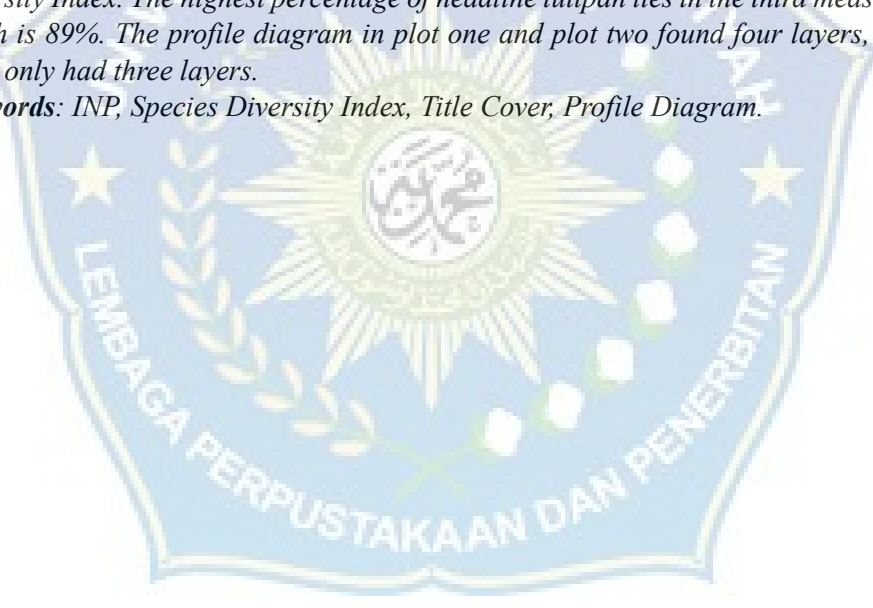 sity Index. The highest percentage of headline tulipan lies in the third meas
h is 89%. The profile diagram in plot one and plot two found four layers,
only had three layers.
ords: INP, Species Diversity Index, Title Cover, Profile Diagram.
AH
LEMBAGA PERPUSTAKAAN DAN PENERBITAN